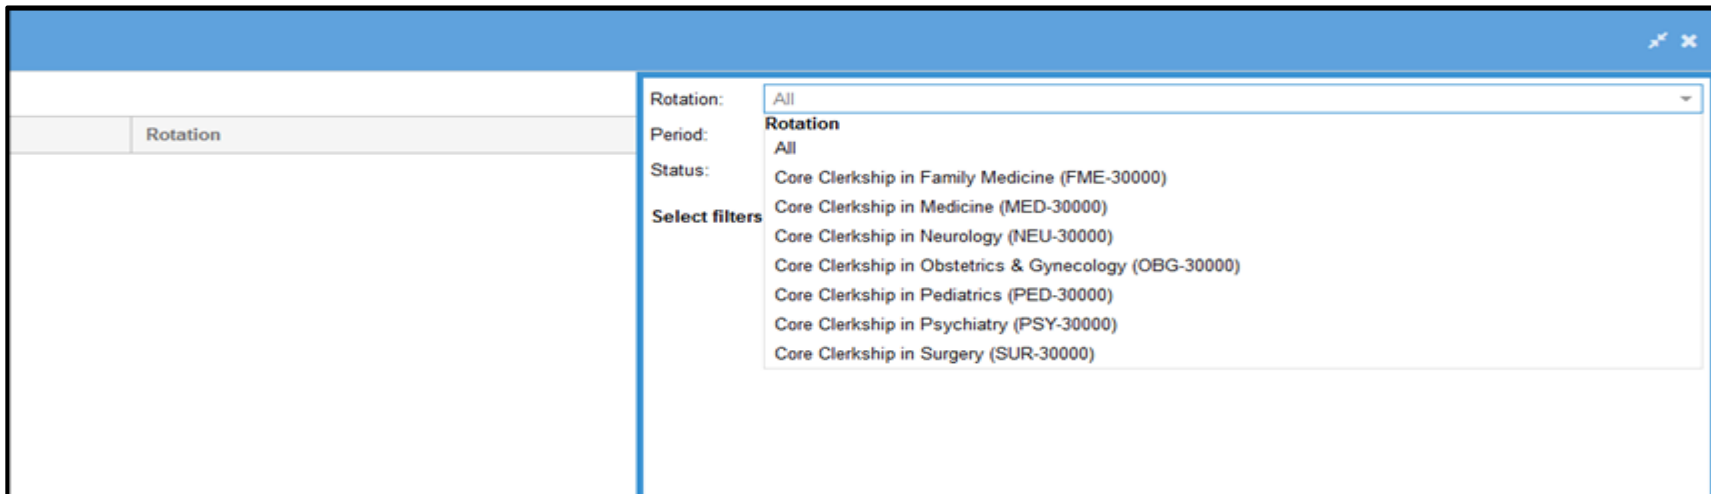 Rotation: All
Rotation
Rotation
Period:
All
Status:
Core Clerkship in Family Medicine (FME-30000)
Core Clerkship in Medicine (MED-30000)
Select filters
Core Clerkship in Neurology (NEU-30000)
Core Clerkship in Obstetrics & Gynecology (OBG-30000)
Core Clerkship in Pediatrics (PED-30000)
Core Clerkship in Psychiatry (PSY-30000)
Core Clerkship in Surgery (SUR-30000)